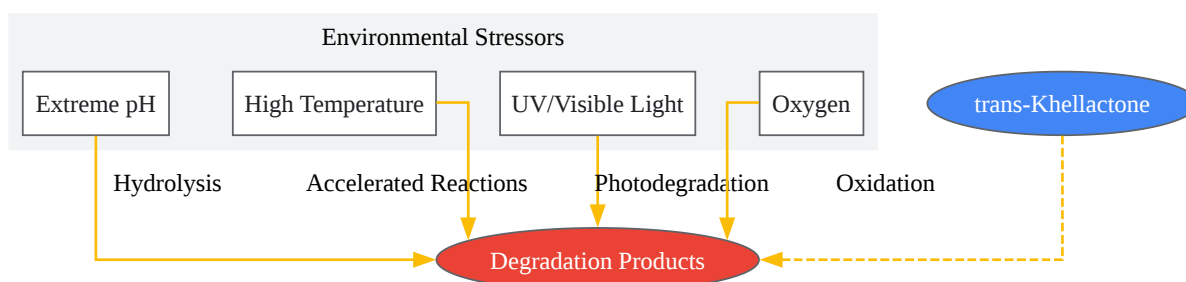 Environmental Stressors
Extreme pH
High Temperature
UV/Visible Light
Oxygen
trans-Khellactone
Hydrolysis
Accelerated Reactions
Photodegradation
Oxidation
Degradation Products